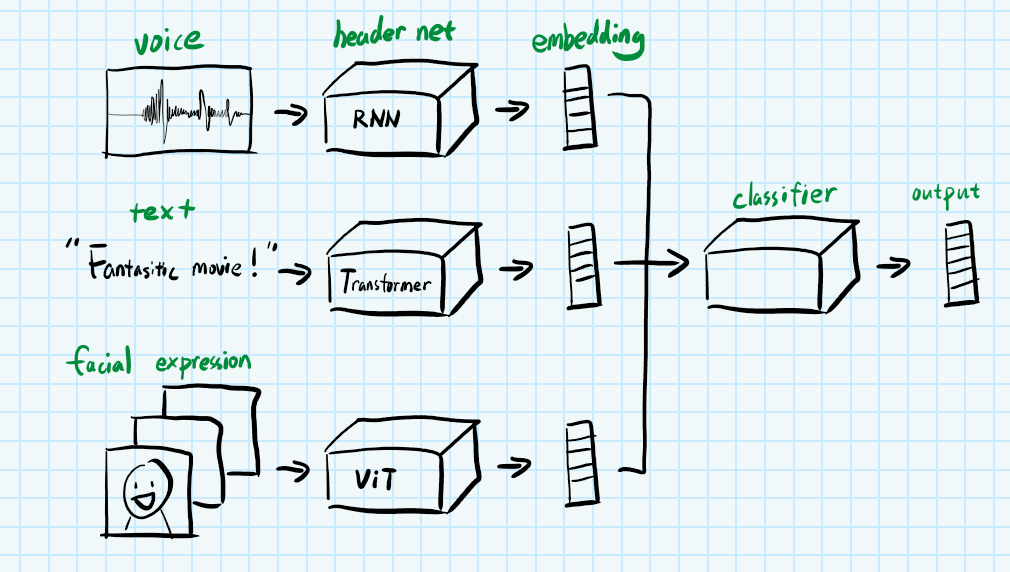 voice
header net
embedding
RNN
text
"Fantasitic movie!"
Transformer
classifier
output
facial expression
ViT